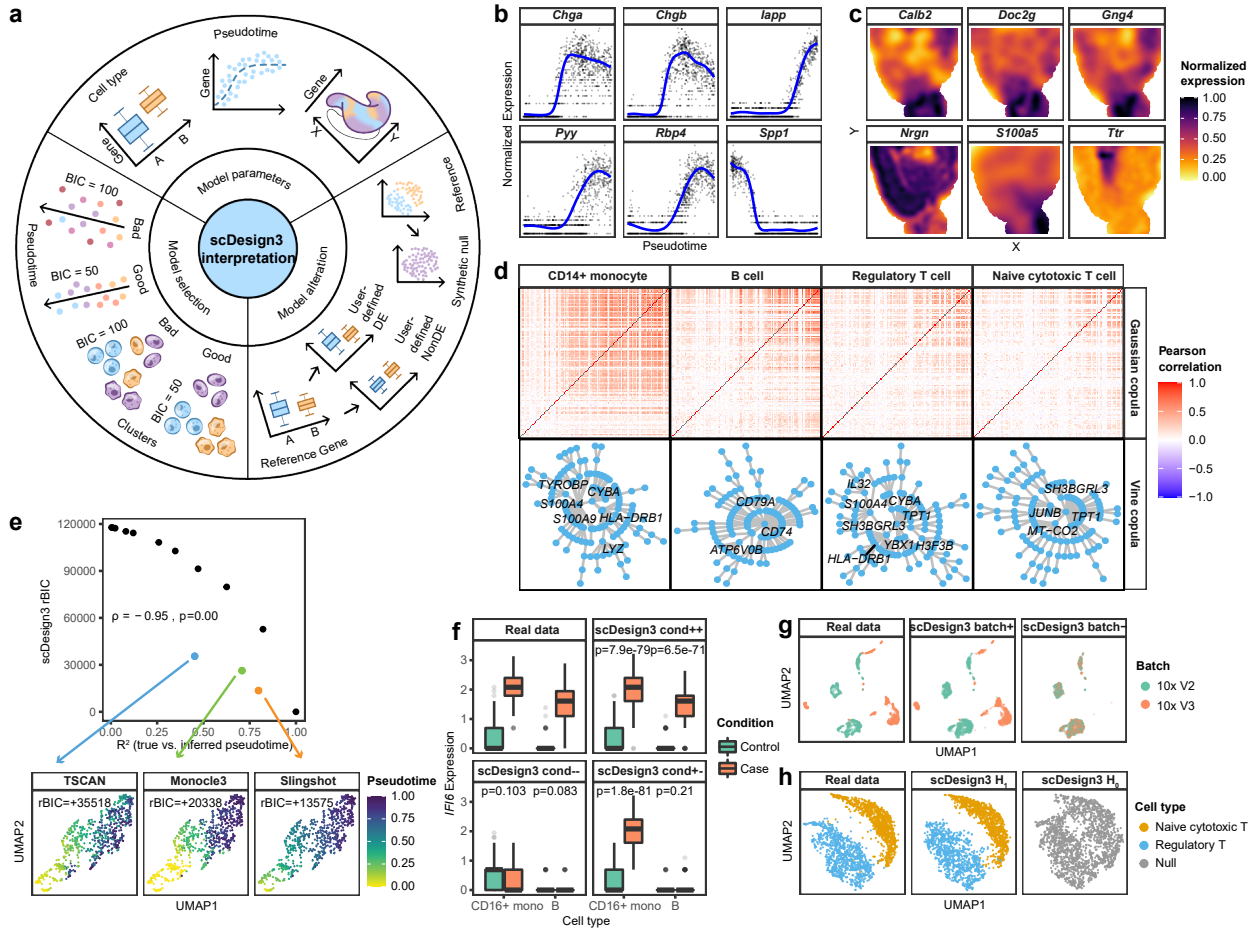 a
Pseudotime
Cell type
Gene
A
B
Gene
Gene
X
Y
Model parameters
Model selection
Model alteration
scDesign3
interpretation
Reference
Synthetic null
BIC = 100
Bad
Pseudotime
BIC = 50
Good
BIC = 100
Bad
Good
BIC = 50
Clusters
User-
defined
DE
User-
defined
NonDE
A
B
Reference Gene
b
Chga
Chgb
Iapp
Pyy
Rbp4
Spp1
Normalized Expression
Pseudotime
c
Calb2
Doc2g
Gng4
Nrgn
S100a5
Ttr
Y
X
Normalized
expression
1.00
0.75
0.50
0.25
0.00
d
CD14+ monocyte
B cell
Regulatory T cell
Naive cytotoxic T cell
Gaussian copula
Vine copula
TYROBP
CYBA
S100A4
S100A9
HLA−DRB1
LYZ
CD79A
CD74
ATP6V0B
IL32
CYBA
S100A4
TPT1
SH3BGRL3
YBX1
H3F3B
HLA−DRB1
SH3BGRL3
JUNB
TPT1
MT−CO2
Pearson
correlation
1.0
0.5
0.0
−0.5
−1.0
e
scDesign3 rBIC
120000
90000
60000
30000
0
ρ = −0.95 , p=0.00
0.00
0.25
0.50
0.75
1.00
R² (true vs. inferred pseudotime)
TSCAN
Monocle3
Slingshot
rBIC=+35518
rBIC=+20338
rBIC=+13575
UMAP2
UMAP1
Pseudotime
1.00
0.75
0.50
0.25
0.00
f
Real data
scDesign3 cond++
p=7.9e-79
p=6.5e-71
scDesign3 cond--
scDesign3 cond+-
p=0.103
p=0.083
p=1.8e-81
p=0.21
IFI6 Expression
3
2
1
0
3
2
1
0
CD16+ mono
B
CD16+ mono
B
Cell type
Condition
Control
Case
g
Real data
scDesign3 batch+
scDesign3 batch−
UMAP2
UMAP1
Batch
10x V2
10x V3
h
Real data
scDesign3 H₁
scDesign3 H₀
UMAP2
UMAP1
Cell type
Naive cytotoxic T
Regulatory T
Null